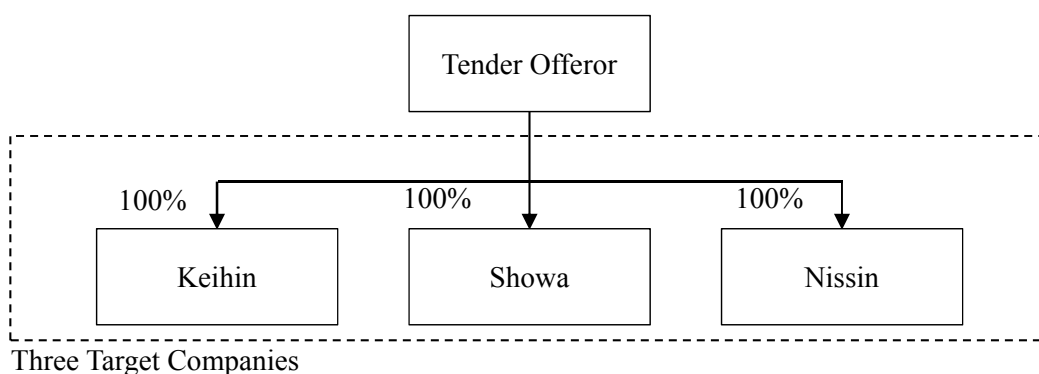 Tender Offeror
100%
100%
100%
Keihin
Showa
Nissin
Three Target Companies